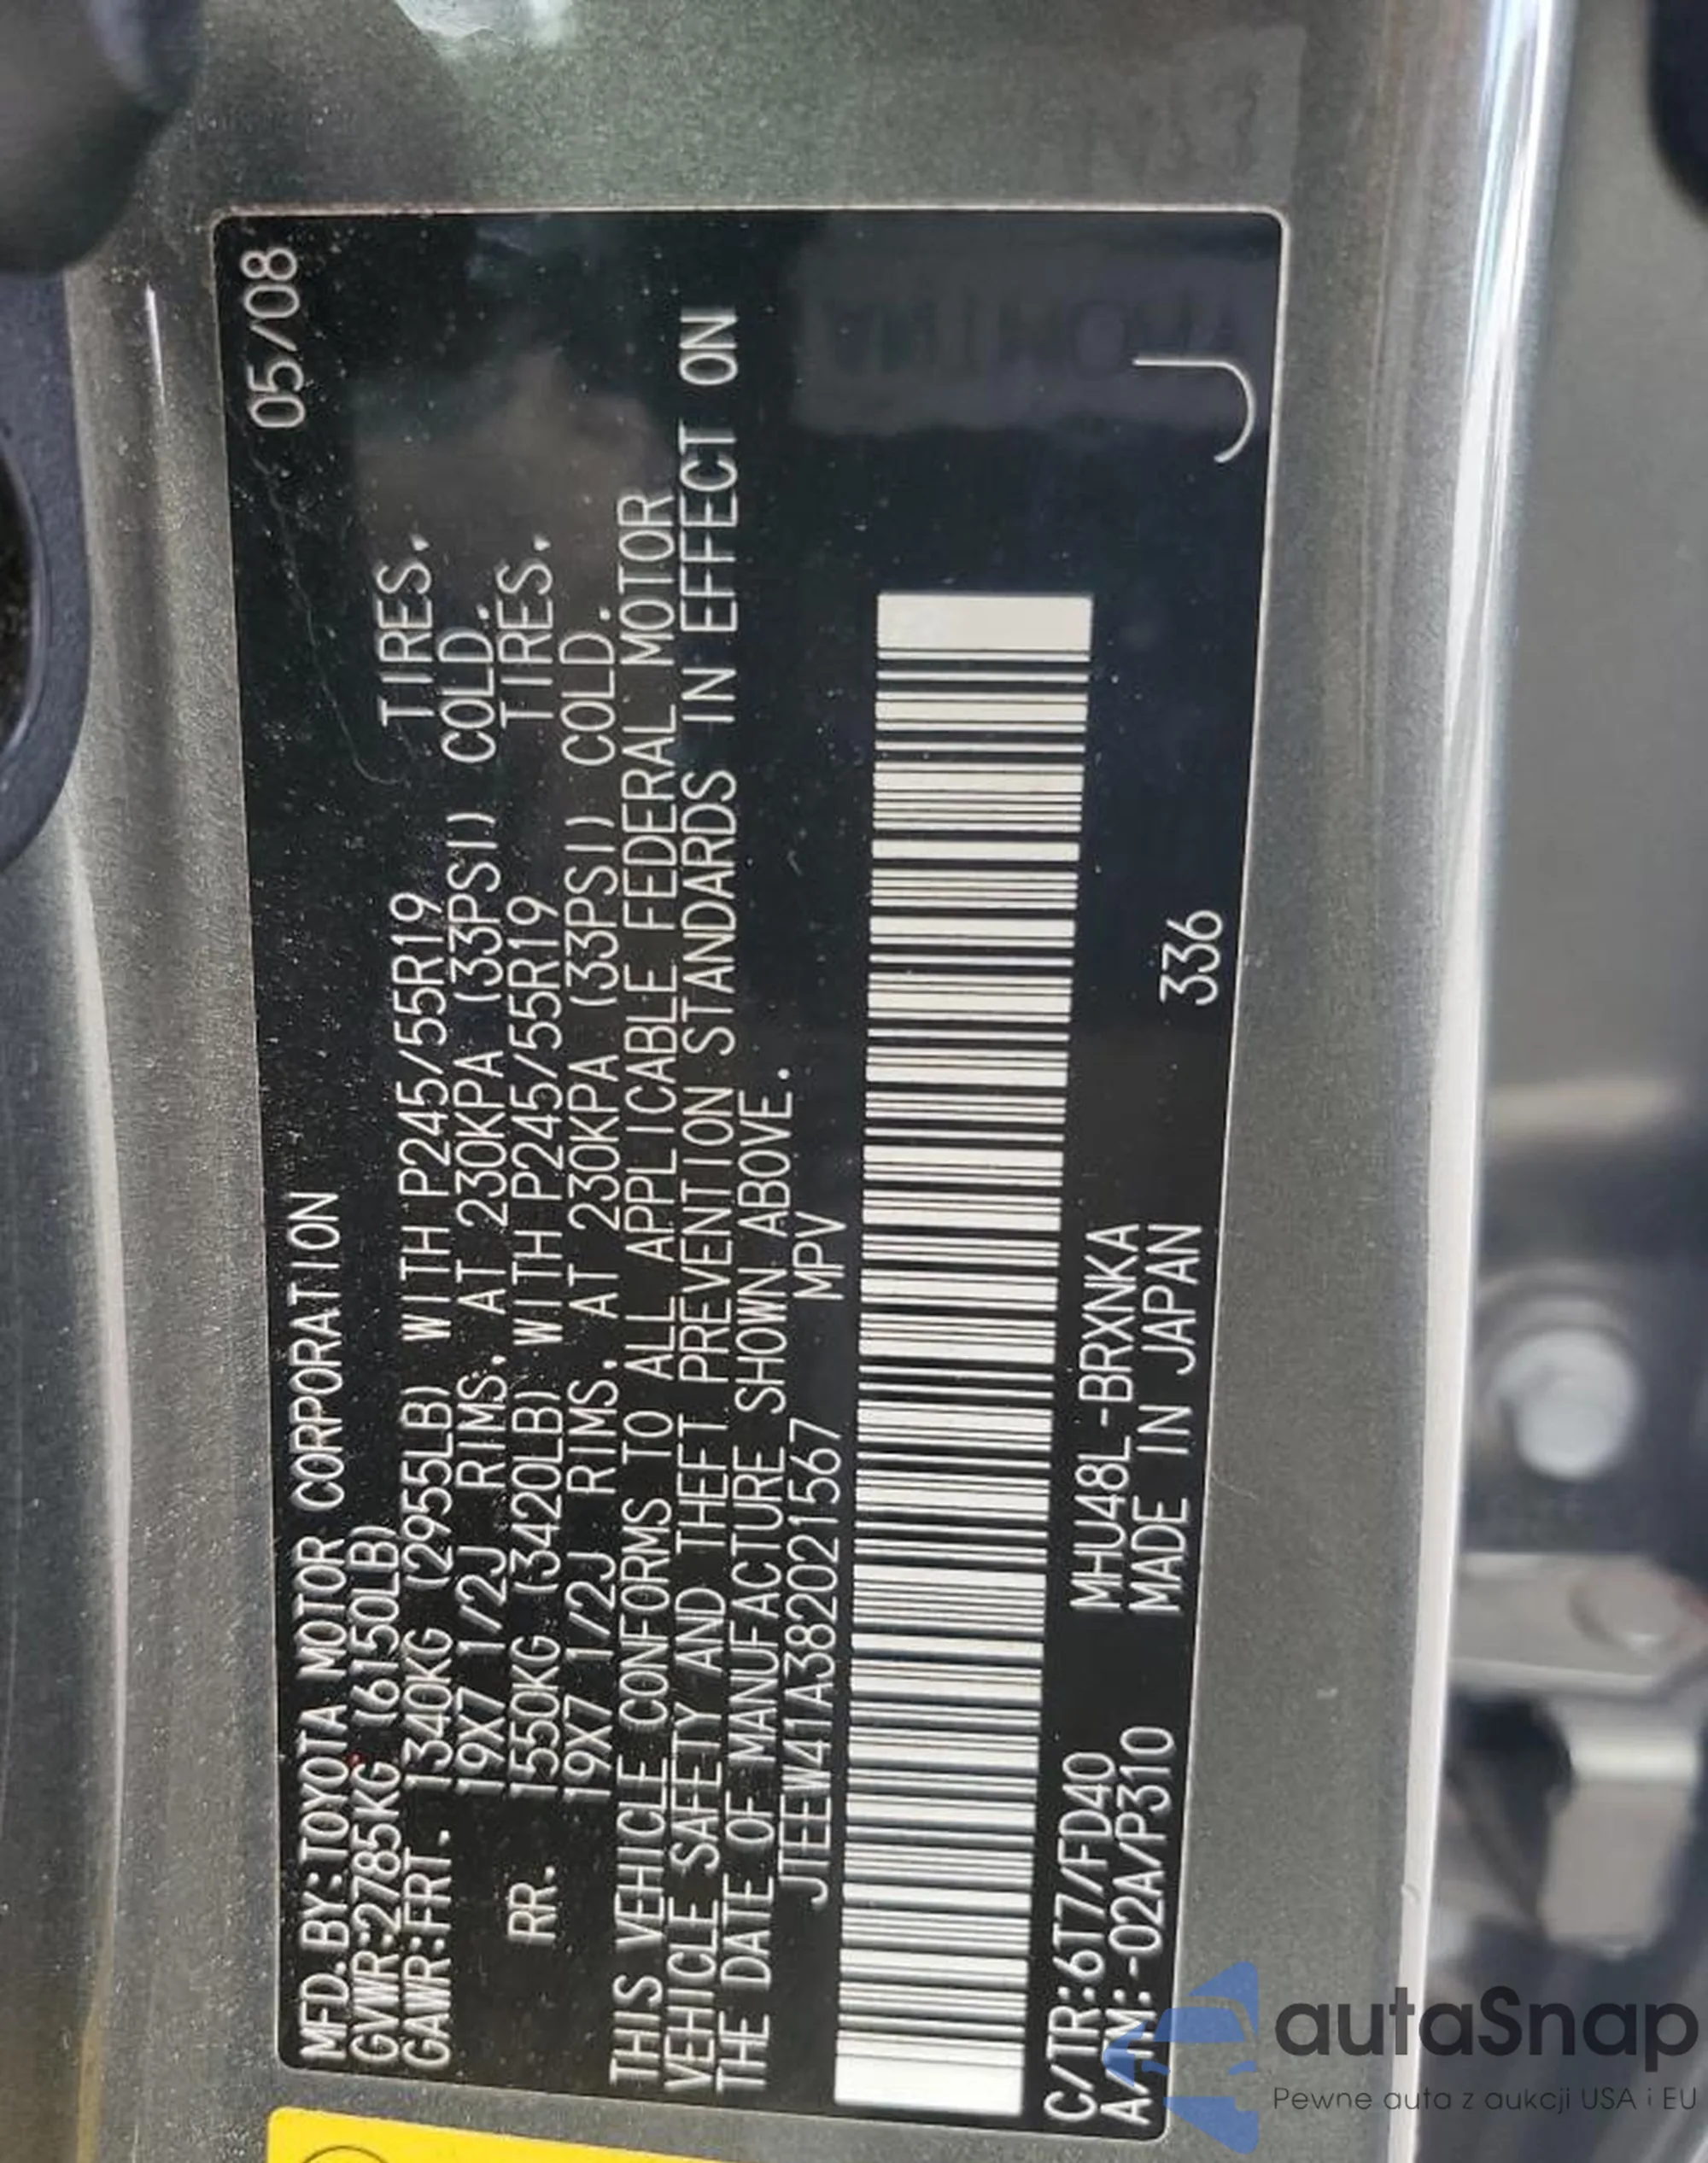 MFD.BY:TOYOTA MOTOR CORPORATION 05/08
GVWR:2785KG (6150LB)
GAWR:FRT. 1340KG (2955LB) WITH P245/55R19 TIRES,
19X7 1/2J RIMS, AT 230KPA (33PSI) COLD.
RR. 1550KG (3420LB) WITH P245/55R19 TIRES,
19X7 1/2J RIMS, AT 230KPA (33PSI) COLD.
THIS VEHICLE CONFORMS TO ALL APPLICABLE FEDERAL MOTOR
VEHICLE SAFETY AND THEFT PREVENTION STANDARDS IN EFFECT ON
THE DATE OF MANUFACTURE SHOWN ABOVE.
JTEEW41A382021567 MPV
C/TR:6T7/FD40 MHU48L-BRXNKA
A/TM:-02A/P310 MADE IN JAPAN 336 J
autaSnap
Pewne auta z aukcji USA i EU